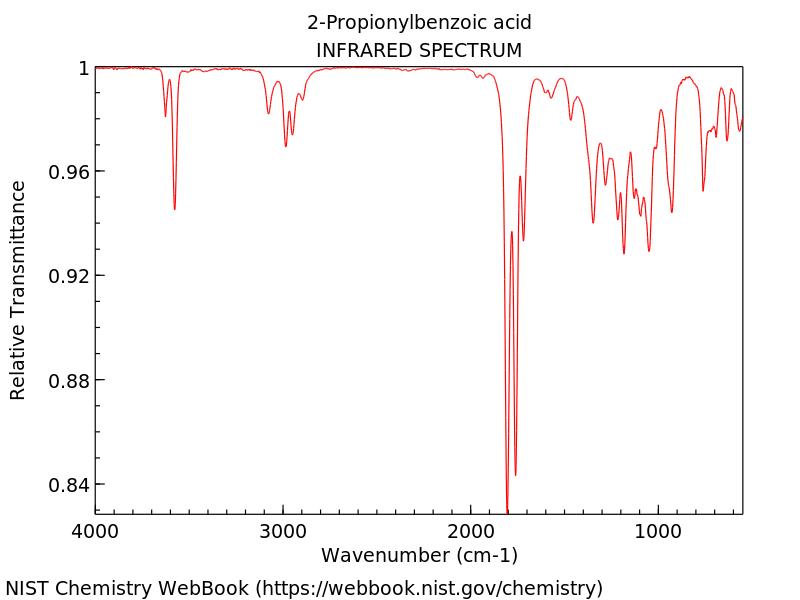 2-Propionylbenzoic acid
INFRARED SPECTRUM
1
0.96
0.92
0.88
0.84
Relative Transmittance
4000 3000 2000 1000
Wavenumber (cm-1)
NIST Chemistry WebBook (https://webbook.nist.gov/chemistry)